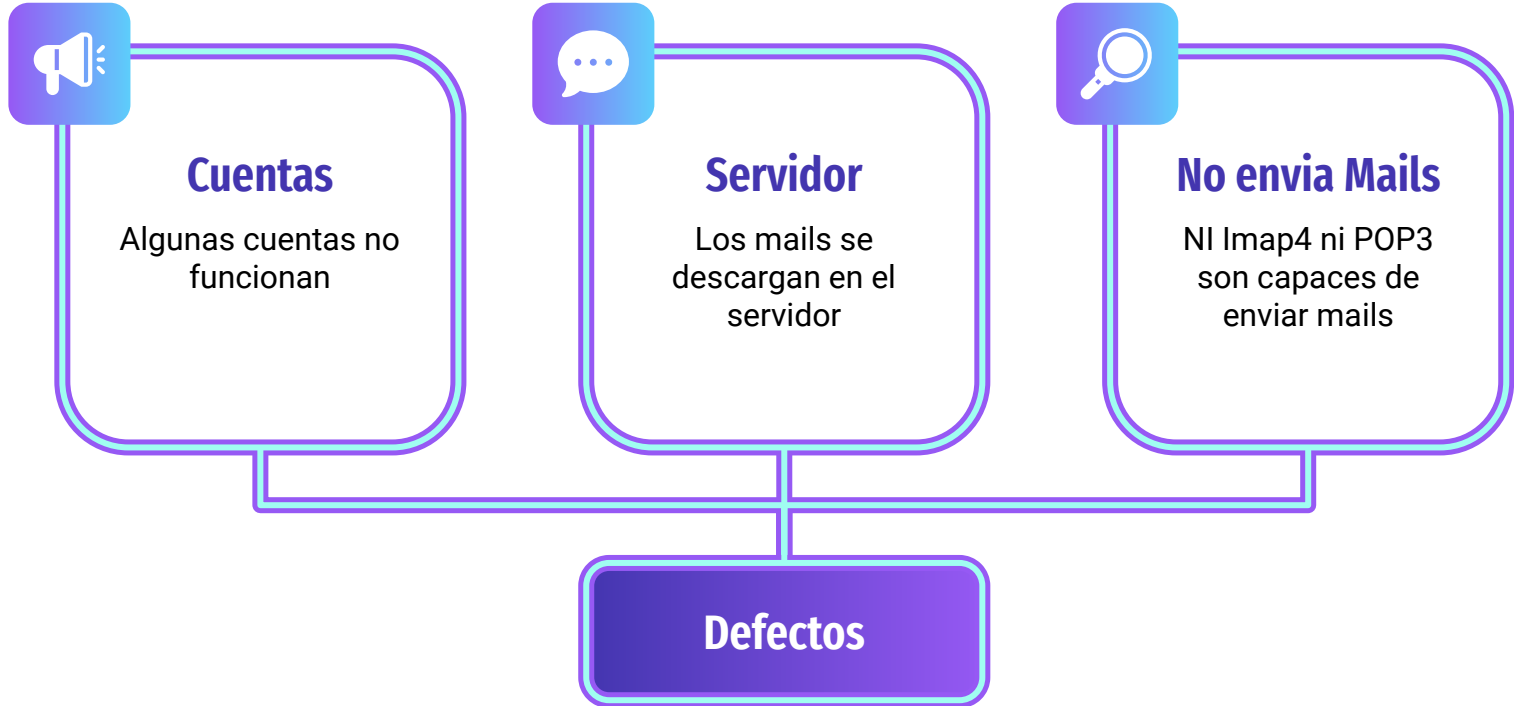 Cuentas
Algunas cuentas no
funcionan
Servidor
Los mails se
descargan en el
servidor
No envia Mails
NI Imap4 ni POP3
son capaces de
enviar mails
Defectos